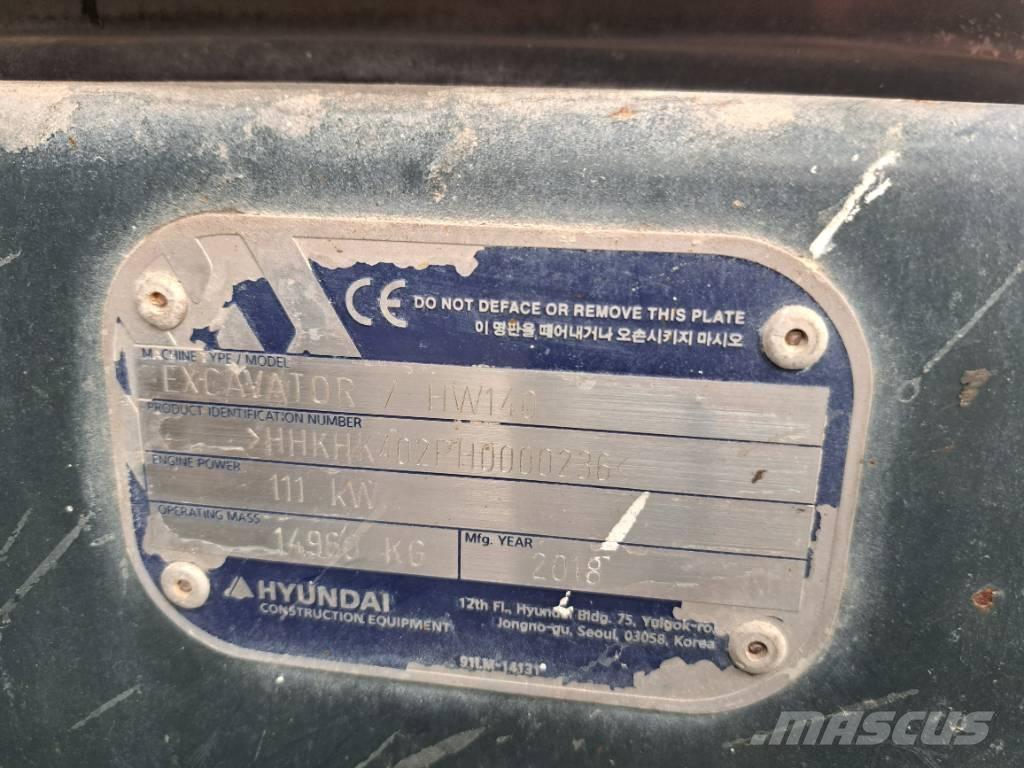 CE DO NOT DEFACE OR REMOVE THIS PLATE
이 명판을 떼어내거나 오손시키지 마시오
MACHINE TYPE / MODEL
EXCAVATOR / HW140
PRODUCT IDENTIFICATION NUMBER
ENGINE POWER
111 kW
OPERATING MASS
14960 KG
Mfg. YEAR
2018
HYUNDAI
CONSTRUCTION EQUIPMENT
12th Fl., Hyundai Bldg. 75, Yulgok-ro,
Jongno-gu, Seoul, 03058, Korea
MASCUS